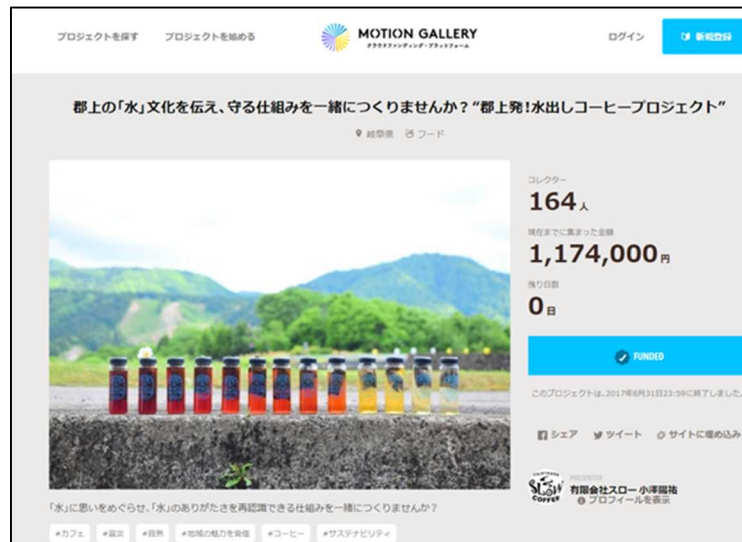 プロジェクトを探す プロジェクトを始める
MOTION GALLERY
クラウドファンディング・プラットフォーム
ログイン 新規登録
郡上の「水」文化を伝え、守る仕組みを一緒につくりませんか?“郡上発!水出しコーヒープロジェクト”
岐阜県 フード
コレクター
164人
現在までに集まった金額
1,174,000円
残り日数
0日
FUNDED
このプロジェクトは、2017年8月31日23:59に終了しました。
シェア ツイート サイトに埋め込み
PRESENTER
SLOW COFFEE
有限会社スロー 小澤陽祐
プロフィールを表示
「水」に思いをめぐらせ、「水」のありがたさを再認識できる仕組みを一緒につくりませんか?
#カフェ #震災 #自然 #地域の魅力を発信 #コーヒー #サステナビリティ